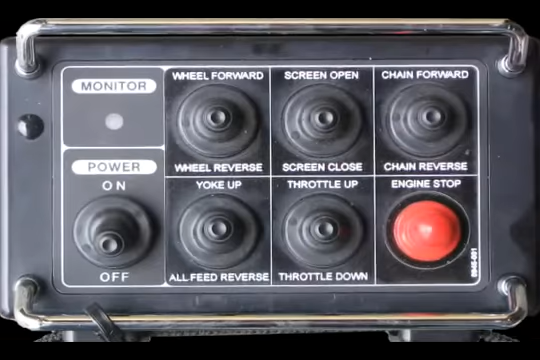 MONITOR
WHEEL FORWARD
SCREEN OPEN
CHAIN FORWARD
WHEEL REVERSE
SCREEN CLOSE
CHAIN REVERSE
POWER
ON
OFF
YOKE UP
THROTTLE UP
ENGINE STOP
ALL FEED REVERSE
THROTTLE DOWN